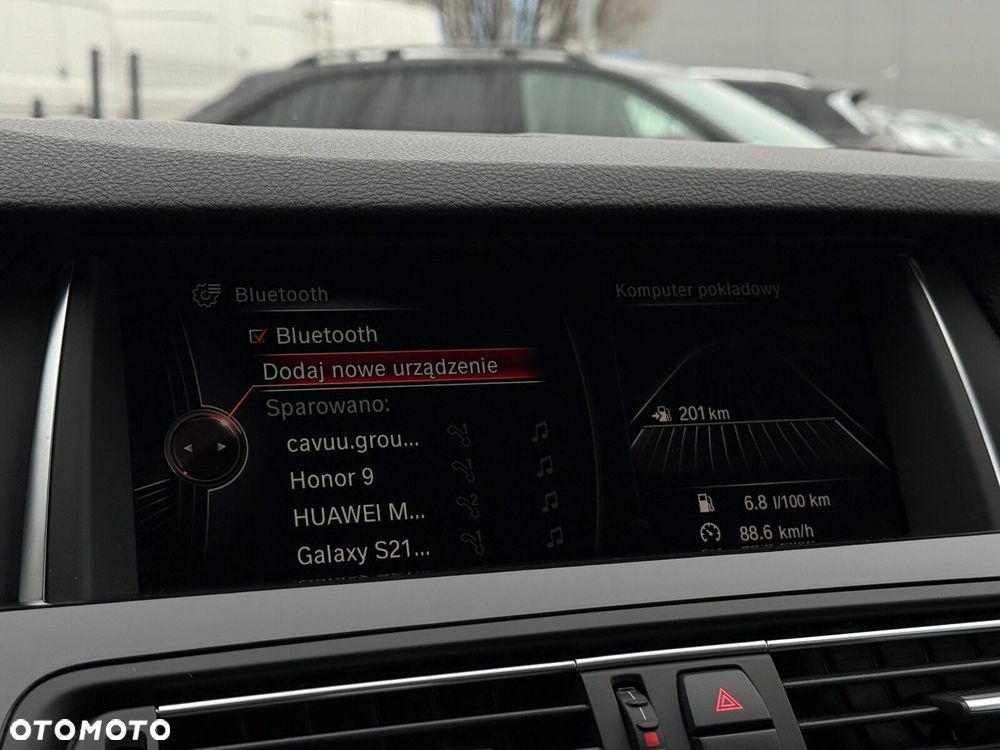 Bluetooth
Bluetooth
Dodaj nowe urządzenie
Sparowano:
cavuu.grou...
Honor 9
HUAWEI M...
Galaxy S21...
Komputer pokładowy
201 km
6.8 l/100 km
88.6 km/h
OTOMOTO